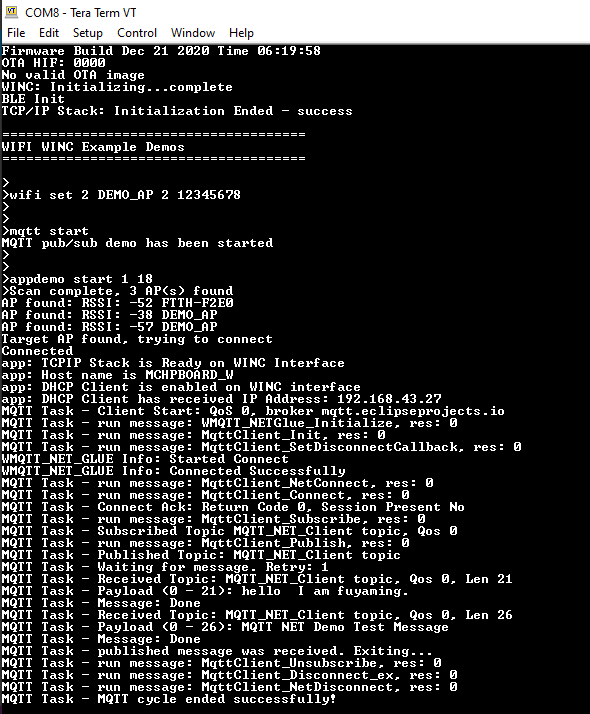 COM8 - Tera Term VT
File Edit Setup Control Window Help
Firmware Build Dec 21 2020 Time 06:19:58
OTA HIF: 0000
No valid OTA image
WINC: Initializing...complete
BLE Init
TCP/IP Stack: Initialization Ended - success
======================================
WIFI WINC Example Demos
======================================
>
>wifi set 2 DEMO_AP 2 12345678
>
>
>mqtt start
MQTT pub/sub demo has been started
>
>
>appdemo start 1 18
>Scan complete, 3 AP(s) found
AP found: RSSI: -52 FTTH-F2E0
AP found: RSSI: -38 DEMO_AP
AP found: RSSI: -57 DEMO_AP
Target AP found, trying to connect
Connected
app: TCPIP Stack is Ready on WINC Interface
app: Host name is MCHPBOARD_W
app: DHCP Client is enabled on WINC interface
app: DHCP Client has received IP Address: 192.168.43.27
MQTT Task - Client Start: QoS 0, broker mqtt.eclipseprojects.io
MQTT Task - run message: WMQTT_NETGlue_Initialize, res: 0
MQTT Task - run message: MqttClient_Init, res: 0
MQTT Task - run message: MqttClient_SetDisconnectCallback, res: 0
WMQTT_NET_GLUE Info: Started Connect
WMQTT_NET_GLUE Info: Connected Successfully
MQTT Task - run message: MqttClient_NetConnect, res: 0
MQTT Task - run message: MqttClient_Connect, res: 0
MQTT Task - Connect Ack: Return Code 0, Session Present No
MQTT Task - run message: MqttClient_Subscribe, res: 0
MQTT Task - Subscribed Topic MQTT_NET_Client topic, Qos 0
MQTT Task - run message: MqttClient_Publish, res: 0
MQTT Task - Published Topic: MQTT_NET_Client topic
MQTT Task - Waiting for message. Retry: 1
MQTT Task - Received Topic: MQTT_NET_Client topic, Qos 0, Len 21
MQTT Task - Payload (0 - 21): hello  I am fuyaming.
MQTT Task - Message: Done
MQTT Task - Received Topic: MQTT_NET_Client topic, Qos 0, Len 26
MQTT Task - Payload (0 - 26): MQTT NET Demo Test Message
MQTT Task - Message: Done
MQTT Task - published message was received. Exiting...
MQTT Task - run message: MqttClient_Unsubscribe, res: 0
MQTT Task - run message: MqttClient_Disconnect_ex, res: 0
MQTT Task - run message: MqttClient_NetDisconnect, res: 0
MQTT Task - MQTT cycle ended successfully!